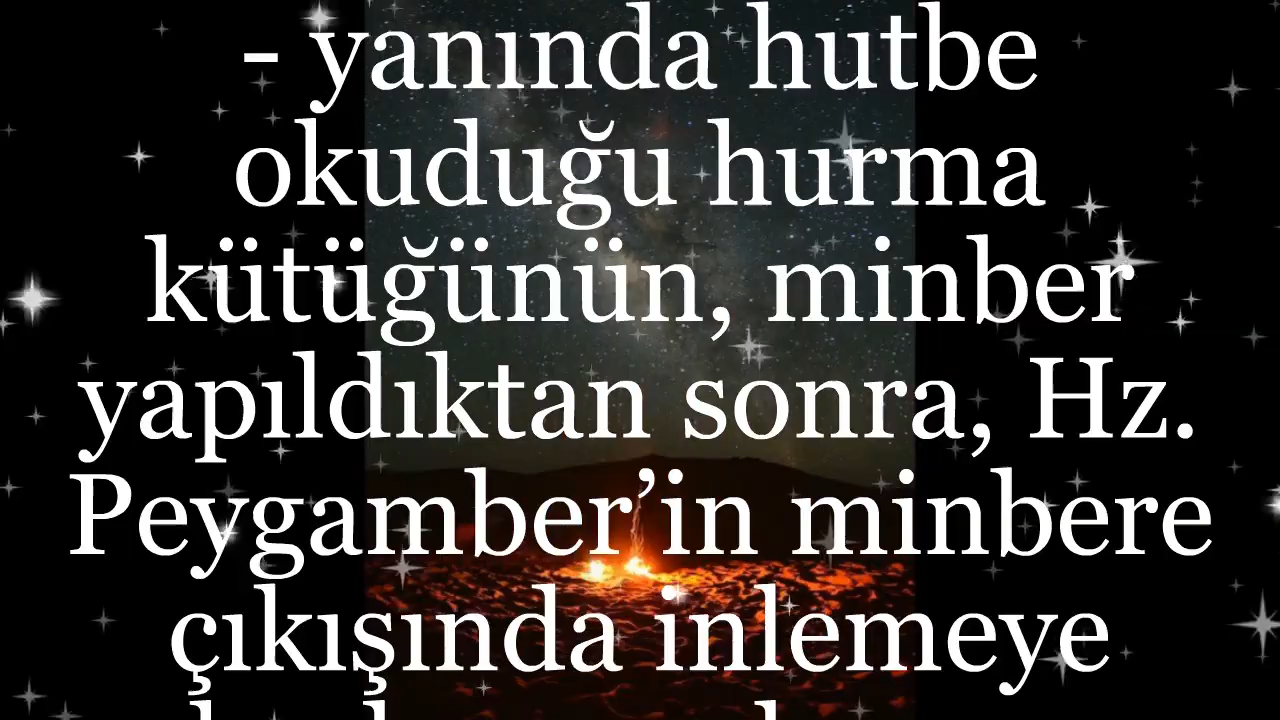 - yanında hutbe
okuduğu hurma
kütüğünün, minber
yapıldıktan sonra, Hz.
Peygamber’in minbere
çıkışında inlemeye